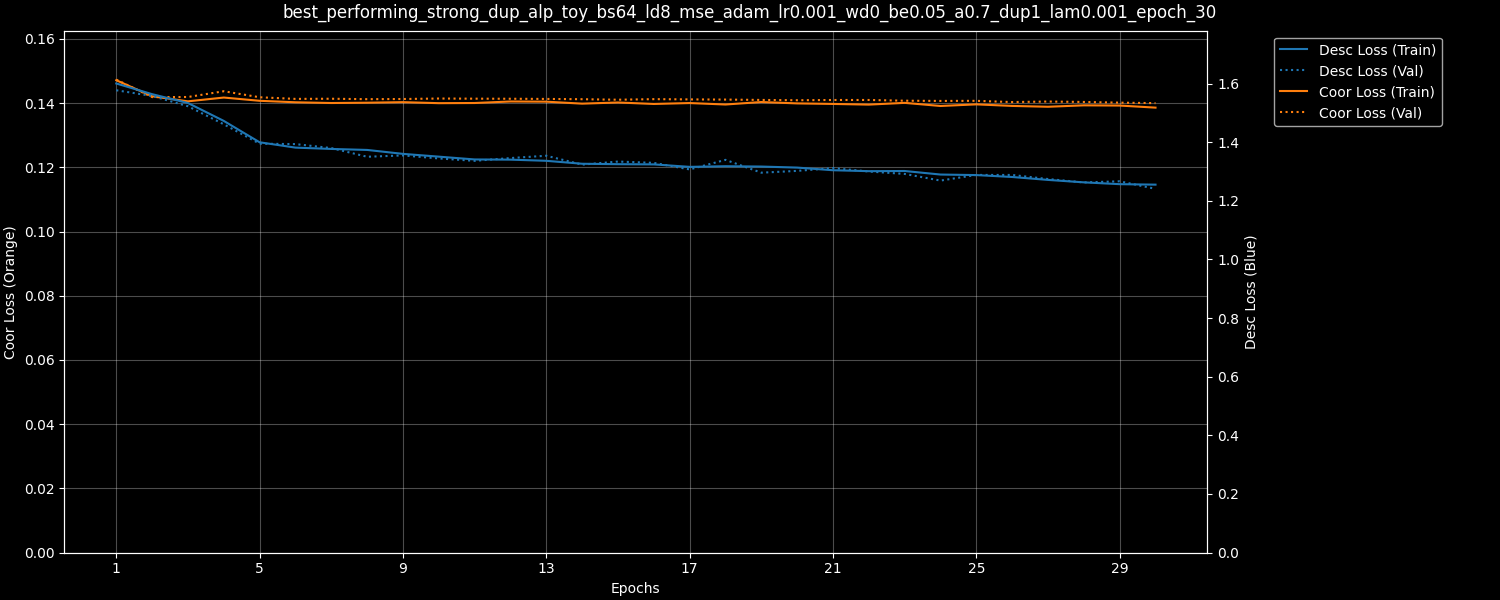 best_performing_strong_dup_alp_toy_bs64_ld8_mse_adam_lr0.001_wd0_be0.05_a0.7_dup1_lam0.001_epoch_30
Desc Loss (Train)
Desc Loss (Val)
Coor Loss (Train)
Coor Loss (Val)
Coor Loss (Orange)
0.16
0.14
0.12
0.10
0.08
0.06
0.04
0.02
0.00
1.6
1.4
1.2
1.0
0.8
0.6
0.4
0.2
0.0
Desc Loss (Blue)
1 5 9 13 17 21 25 29
Epochs